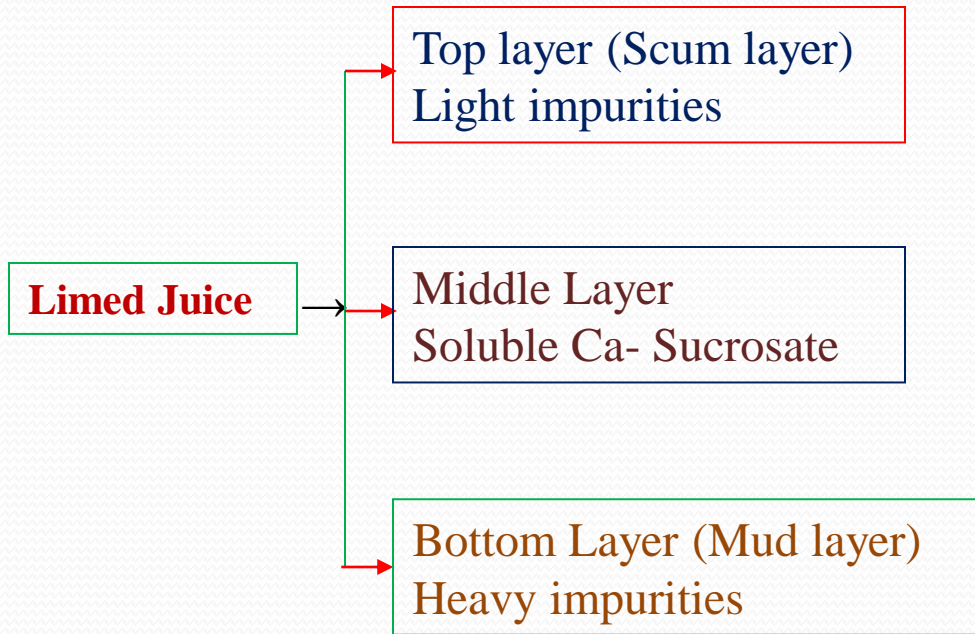 Top layer (Scum layer)
Light impurities
Limed Juice →
Middle Layer
Soluble Ca- Sucrosate
Bottom Layer (Mud layer)
Heavy impurities